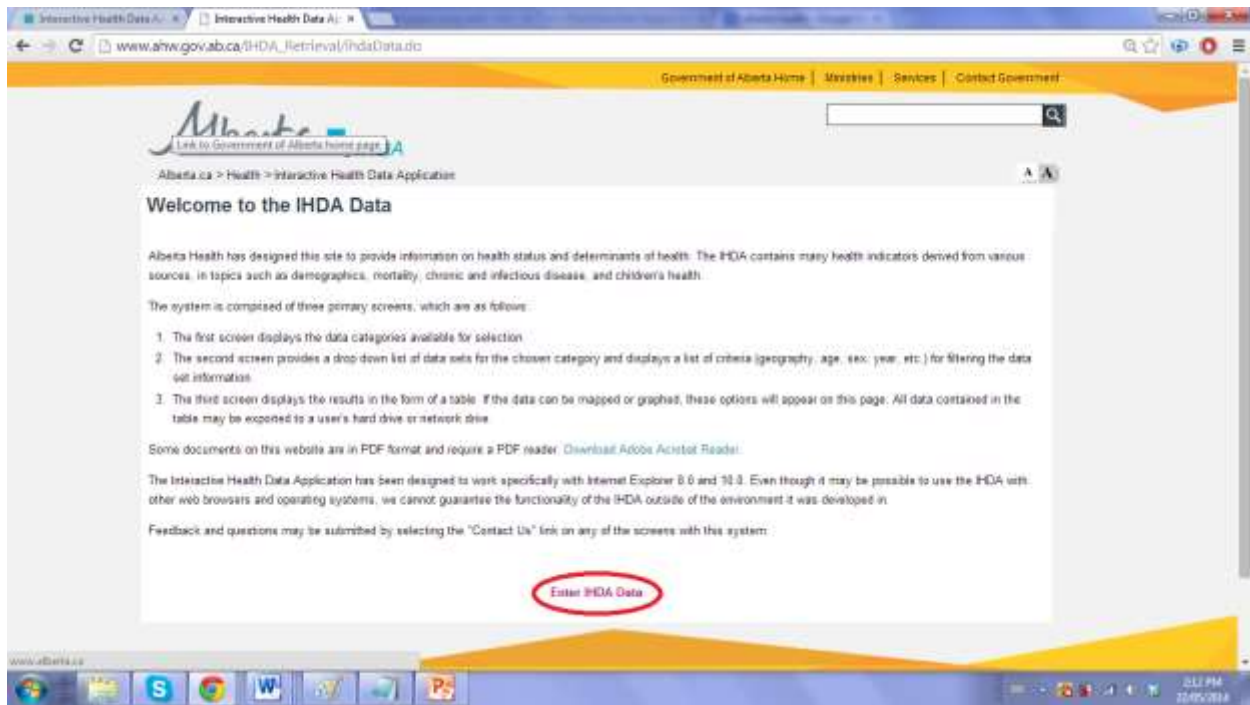 Interactive Health Data A
Interactive Health Data Ap
www.ahw.gov.ab.ca/IHDA_Retrieval/ihdaData.do
Government of Alberta Home | Ministries | Services | Contact Government
Alberta
Link to Government of Alberta home page
Alberta.ca > Health > Interactive Health Data Application
A A
Welcome to the IHDA Data
Alberta Health has designed this site to provide information on health status and determinants of health. The IHDA contains many health indicators derived from various
sources, in topics such as demographics, mortality, chronic and infectious disease, and children's health.
The system is comprised of three primary screens, which are as follows:
1. The first screen displays the data categories available for selection
2. The second screen provides a drop down list of data sets for the chosen category and displays a list of criteria (geography, age, sex, year, etc.) for filtering the data
set information
3. The third screen displays the results in the form of a table. If the data can be mapped or graphed, these options will appear on this page. All data contained in the
table may be exported to a user's hard drive or network drive
Some documents on this website are in PDF format and require a PDF reader. Download Adobe Acrobat Reader.
The Interactive Health Data Application has been designed to work specifically with Internet Explorer 8.0 and 10.0. Even though it may be possible to use the IHDA with
other web browsers and operating systems, we cannot guarantee the functionality of the IHDA outside of the environment it was developed in.
Feedback and questions may be submitted by selecting the "Contact Us" link on any of the screens with this system.
Enter IHDA Data
www.alberta.ca
2:12 PM
22/05/2014